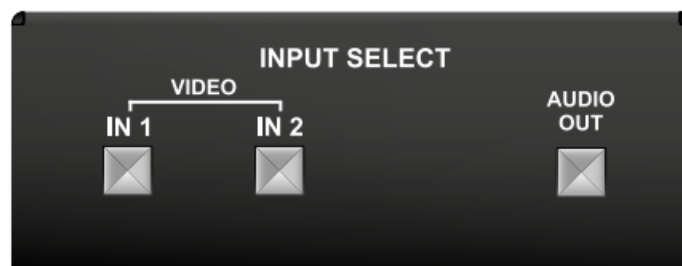 INPUT SELECT
VIDEO
IN 1
IN 2
AUDIO
OUT